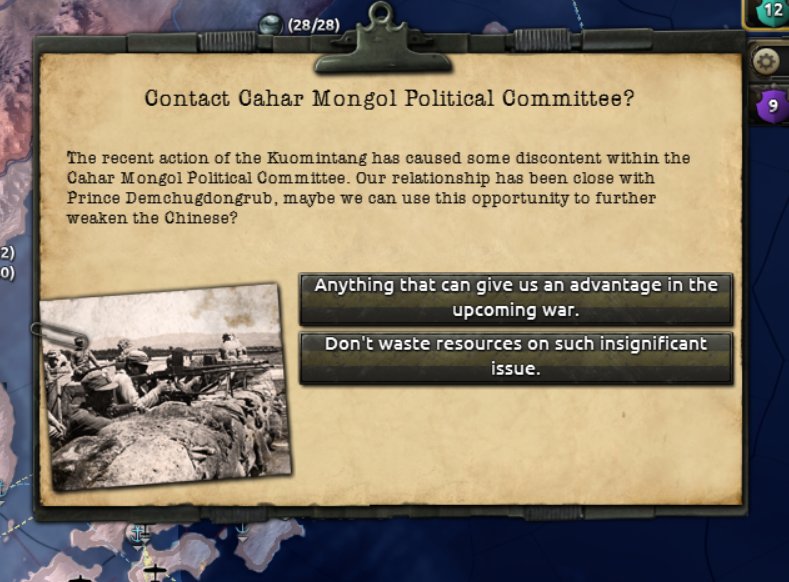 (28/28)
12
9
Contact Cahar Mongol Political Committee?
The recent action of the Kuomintang has caused some discontent within the
Cahar Mongol Political Committee. Our relationship has been close with
Prince Demchugdongrub, maybe we can use this opportunity to further
weaken the Chinese?
2)
0)
Anything that can give us an advantage in the
upcoming war.
Don't waste resources on such insignificant
issue.